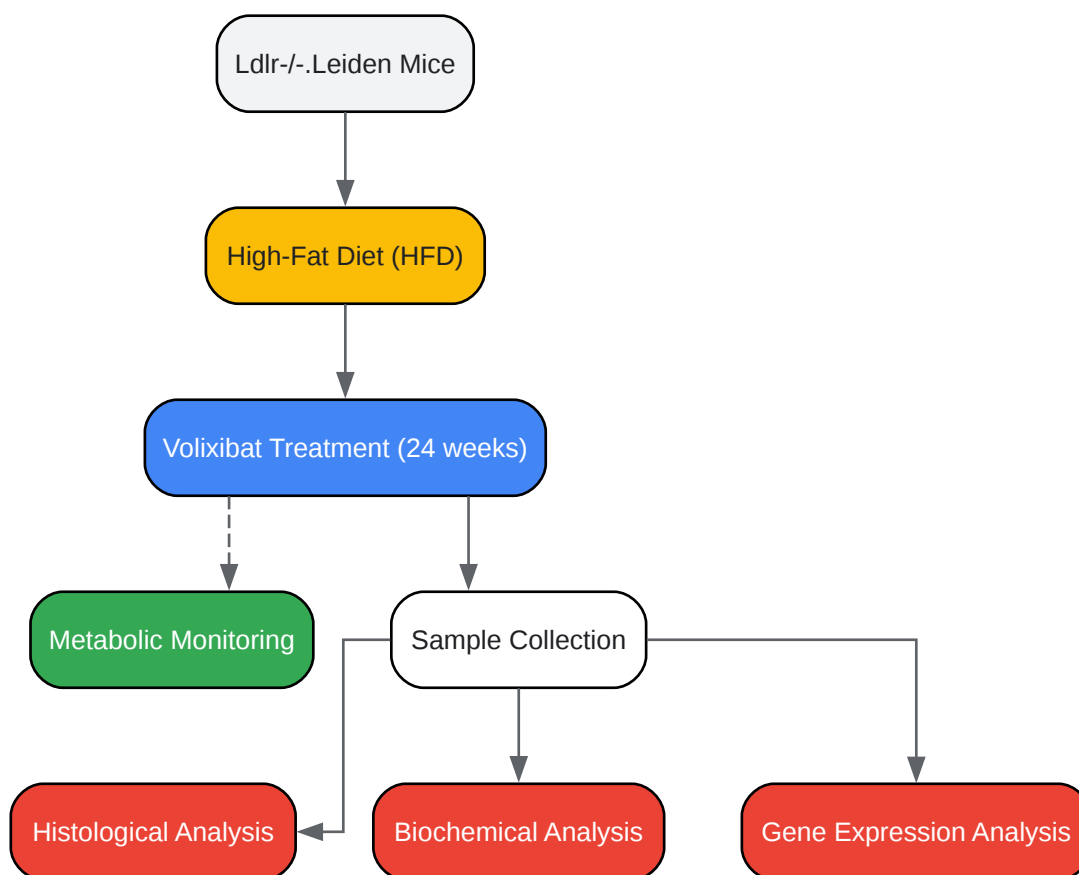 Ldlr-/-.Leiden Mice
High-Fat Diet (HFD)
Volixibat Treatment (24 weeks)
Metabolic Monitoring
Sample Collection
Histological Analysis
Biochemical Analysis
Gene Expression Analysis